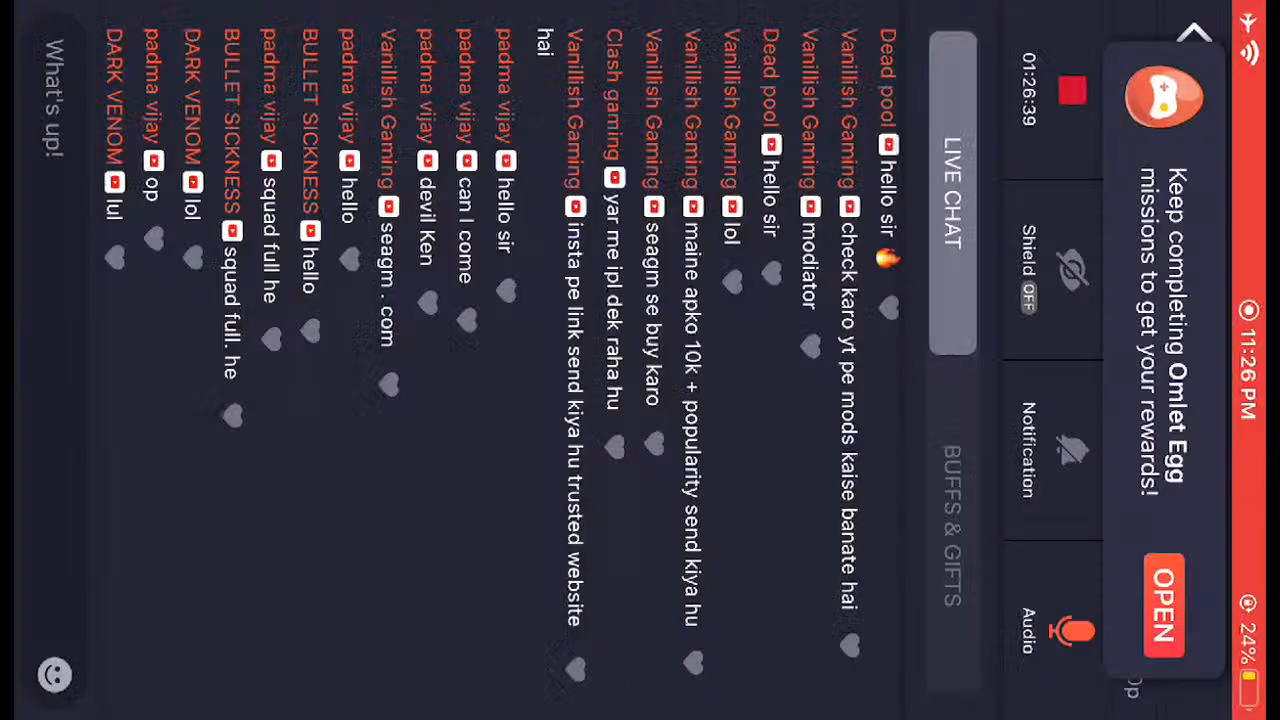 11:26 PM
24%
Keep completing Omlet Egg
missions to get your rewards!
OPEN
0p
01:26:39
Shield OFF
Notification
Audio
LIVE CHAT
BUFFS & GIFTS
Dead pool hello sir 🔥
Vanillish Gaming check karo yt pe mods kaise banate hai
Vanillish Gaming modiator
Dead pool hello sir
Vanillish Gaming lol
Vanillish Gaming maine apko 10k + popularity send kiya hu
Vanillish Gaming seagm se buy karo
Clash gaming yar me ipl dek raha hu
Vanillish Gaming insta pe link send kiya hu trusted website
hai
padma vijay hello sir
padma vijay can I come
padma vijay devil Ken
Vanillish Gaming seagm . com
padma vijay hello
BULLET SICKNESS hello
padma vijay squad full he
BULLET SICKNESS squad full. he
DARK VENOM lol
padma vijay op
DARK VENOM lul
What's up!